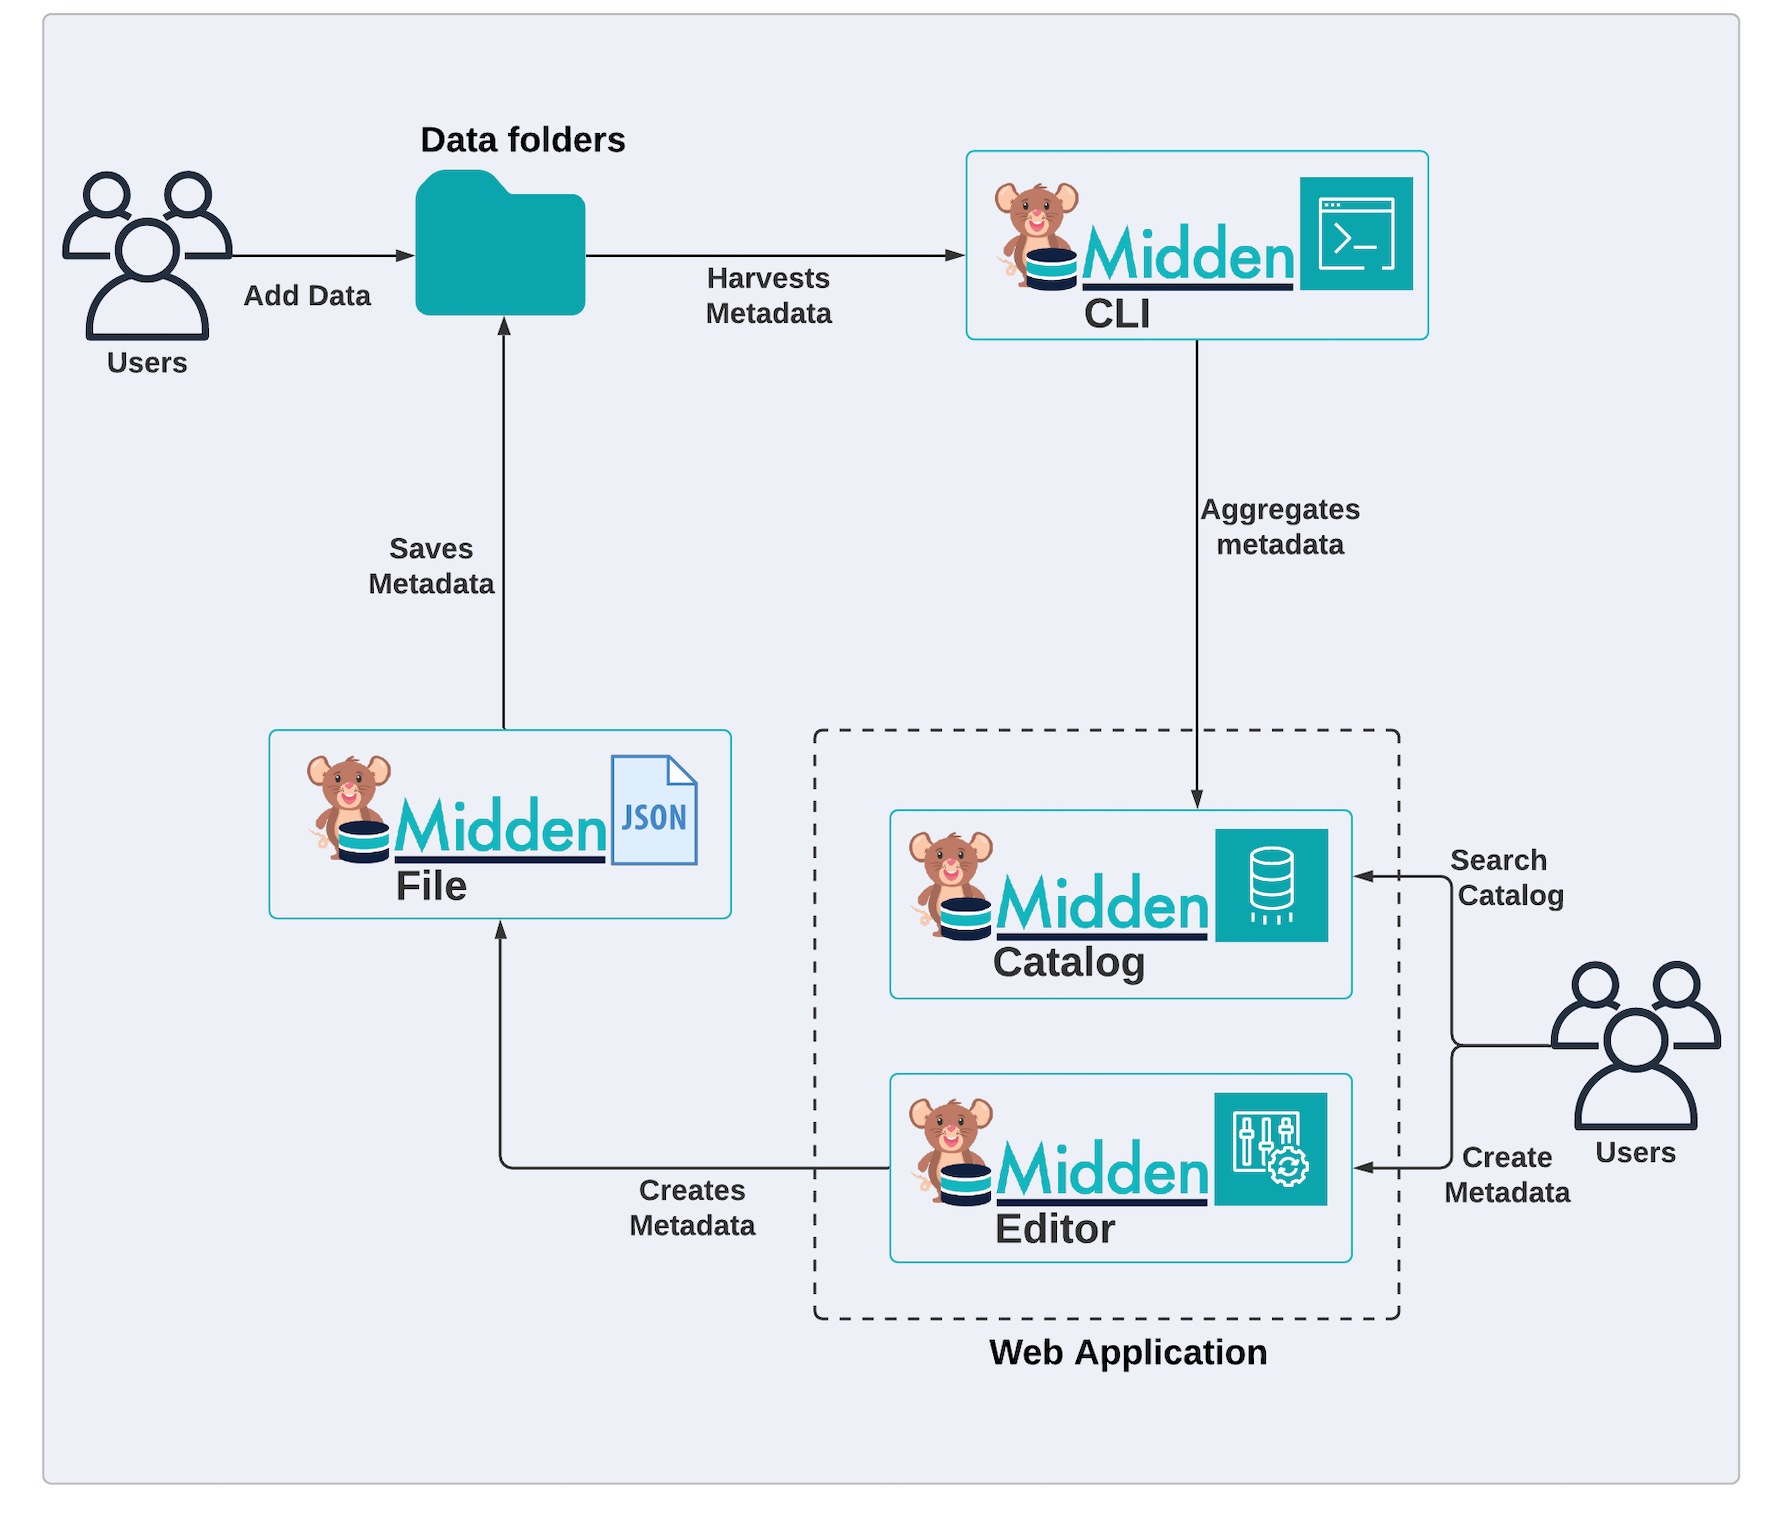 Data folders
Users
Add Data
Harvests
Metadata
Midden
CLI
Aggregates
metadata
Saves
Metadata
Midden
JSON
File
Midden
Catalog
Search
Catalog
Users
Midden
Editor
Create
Metadata
Creates
Metadata
Web Application